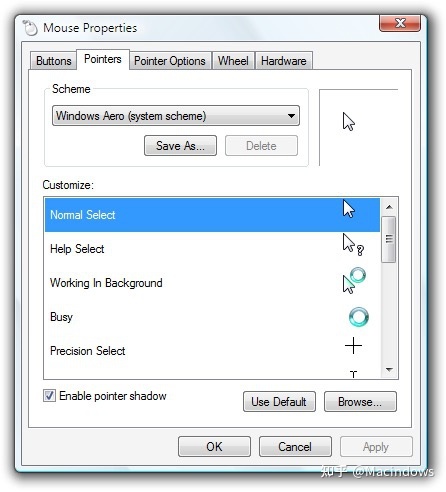 Mouse Properties
Buttons Pointers Pointer Options Wheel Hardware
Scheme
Windows Aero (system scheme)
Save As... Delete
Customize:
Normal Select
Help Select
Working In Background
Busy
Precision Select
Enable pointer shadow
Use Default Browse...
OK Cancel Apply
知乎 @Macindows